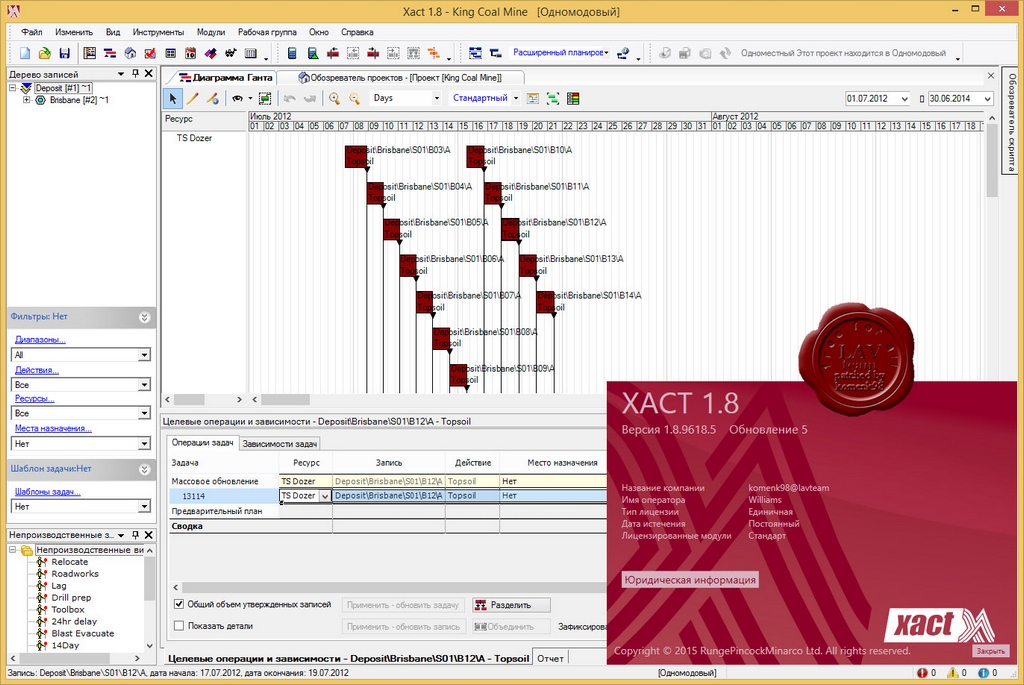 Xact 1.8 - King Coal Mine [Одномодовый]
Файл Изменить Вид Инструменты Модули Рабочая группа Окно Справка
Расширенный планиров Одноместный Этот проект находится в Одномодовый
Дерево записей
Deposit [#1] ~1
Brisbane [#2] ~1
Диаграмма Ганта Обозреватель проектов - [Проект [King Coal Mine]]
Days Стандартный 01.07.2012 30.06.2014
Обозреватель скрипта
Ресурс
Июль 2012 Август 2012
01 02 03 04 05 06 07 08 09 10 11 12 13 14 15 16 17 18 19 20 21 22 23 24 25 26 27 28 29 30 31 01 02 03 04 05 06 07 08 09 10 11 12 13 14 15 16 17 18
TS Dozer
Deposit\Brisbane\S01\B03\A
Topsoil
Deposit\Brisbane\S01\B10\A
Topsoil
Deposit\Brisbane\S01\B04\A
Topsoil
Deposit\Brisbane\S01\B11\A
Topsoil
Deposit\Brisbane\S01\B05\A
Topsoil
Deposit\Brisbane\S01\B12\A
Topsoil
Deposit\Brisbane\S01\B06\A
Topsoil
Deposit\Brisbane\S01\B13\A
Topsoil
Deposit\Brisbane\S01\B07\A
Topsoil
Deposit\Brisbane\S01\B14\A
Topsoil
Deposit\Brisbane\S01\B08\A
Topsoil
Deposit\Brisbane\S01\B09\A
Topsoil
Фильтры: Нет
Диапазоны...
All
Действия...
Все
Ресурсы...
Все
Места назначения...
Нет
Шаблон задачи:Нет
Шаблоны задач...
Нет
Непроизводственные з...
Непроизводственные ви
Relocate
Roadworks
Lag
Drill prep
Toolbox
24hr delay
Blast Evacuate
14Day
Целевые операции и зависимости - Deposit\Brisbane\S01\B12\A - Topsoil
Операции задач Зависимости задач
Задача Ресурс Запись Действие Место назначения
Массовое обновление TS Dozer Deposit\Brisbane\S01\B12\A Topsoil Нет
13114 TS Dozer Deposit\Brisbane\S01\B12\A Topsoil Нет
Предварительный план
Сводка
Общий объем утвержденных записей Применить - обновить задачу Разделить
Показать детали Применить - обновить запись Объединить Зафиксирова
Целевые операции и зависимости - Deposit\Brisbane\S01\B12\A - Topsoil Отчет
LAV
team
patched by
komenk98
XACT 1.8
Версия 1.8.9618.5 Обновление 5
Название компании komenk98@lavteam
Имя оператора Williams
Тип лицензии Единичная
Дата истечения Постоянный
Лицензированные модули Стандарт
Юридическая информация
xact
Copyright © 2015 RungePincockMinarco Ltd. All rights reserved.
Закрыть
Запись: Deposit\Brisbane\S01\B12\A, дата начала: 17.07.2012, дата окончания: 19.07.2012 [Одномодовый] 0 0 0